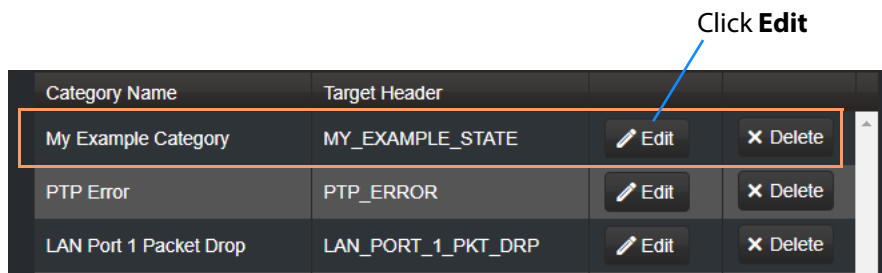 Click Edit
Category Name Target Header
My Example Category MY_EXAMPLE_STATE Edit Delete
PTP Error PTP_ERROR Edit Delete
LAN Port 1 Packet Drop LAN_PORT_1_PKT_DRP Edit Delete